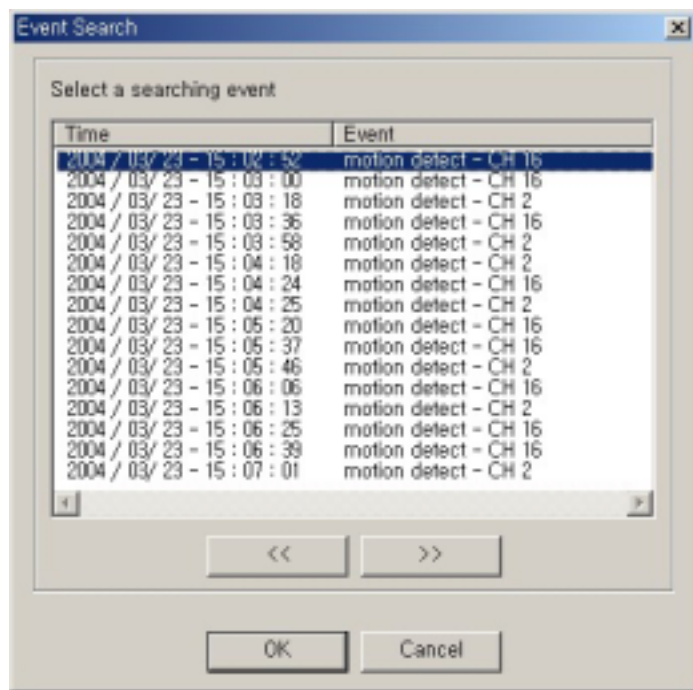 Event Search
Select a searching event
Time Event
2004 / 03/ 23 - 15 : 02 : 52 motion detect - CH 16
2004 / 03/ 23 - 15 : 03 : 00 motion detect - CH 16
2004 / 03/ 23 - 15 : 03 : 18 motion detect - CH 2
2004 / 03/ 23 - 15 : 03 : 36 motion detect - CH 16
2004 / 03/ 23 - 15 : 03 : 58 motion detect - CH 2
2004 / 03/ 23 - 15 : 04 : 18 motion detect - CH 2
2004 / 03/ 23 - 15 : 04 : 24 motion detect - CH 16
2004 / 03/ 23 - 15 : 04 : 25 motion detect - CH 2
2004 / 03/ 23 - 15 : 05 : 20 motion detect - CH 16
2004 / 03/ 23 - 15 : 05 : 37 motion detect - CH 16
2004 / 03/ 23 - 15 : 05 : 46 motion detect - CH 2
2004 / 03/ 23 - 15 : 06 : 06 motion detect - CH 16
2004 / 03/ 23 - 15 : 06 : 13 motion detect - CH 2
2004 / 03/ 23 - 15 : 06 : 25 motion detect - CH 16
2004 / 03/ 23 - 15 : 06 : 39 motion detect - CH 16
2004 / 03/ 23 - 15 : 07 : 01 motion detect - CH 2
<< >>
OK Cancel